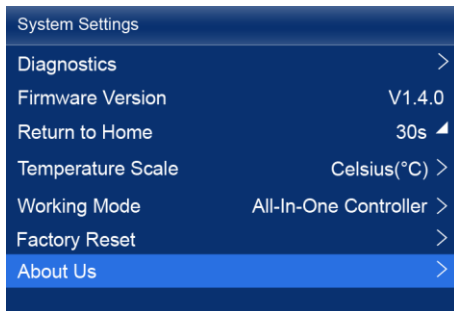 System Settings
Diagnostics >
Firmware Version V1.4.0
Return to Home 30s
Temperature Scale Celsius(°C) >
Working Mode All-In-One Controller >
Factory Reset >
About Us >